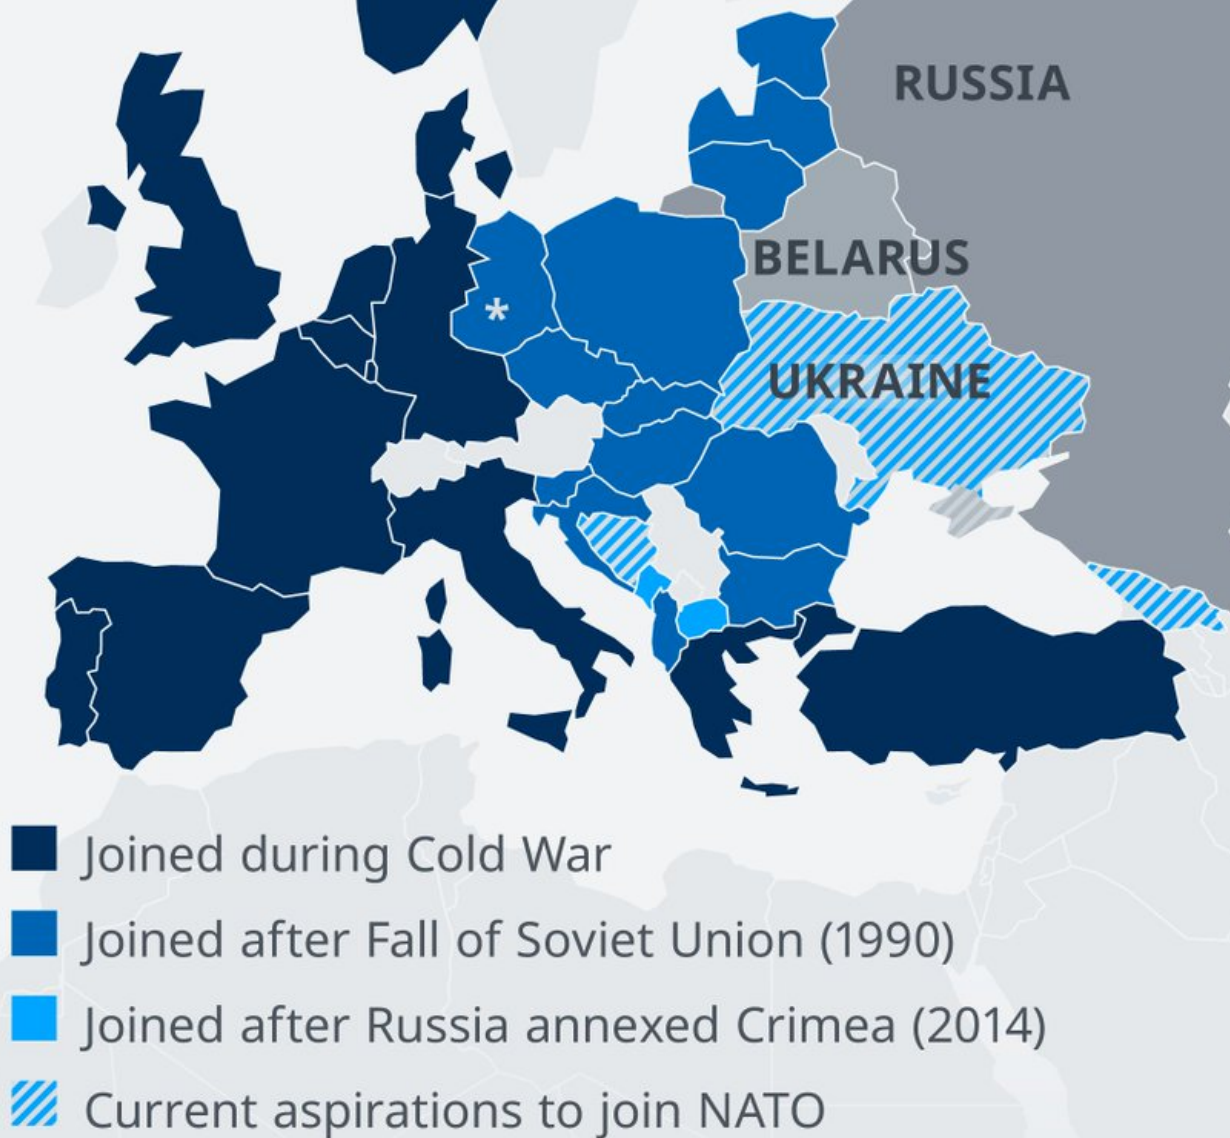 RUSSIA
BELARUS
*
UKRAINE
Joined during Cold War
Joined after Fall of Soviet Union (1990)
Joined after Russia annexed Crimea (2014)
Current aspirations to join NATO